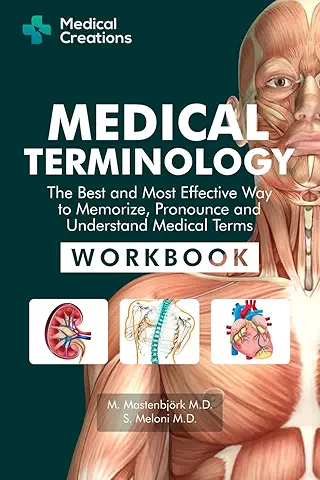 Medical
Creations
MEDICAL
TERMINOLOGY
The Best and Most Effective Way
to Memorize, Pronounce and
Understand Medical Terms
WORKBOOK
M. Mastenbjörk M.D.
S. Meloni M.D.